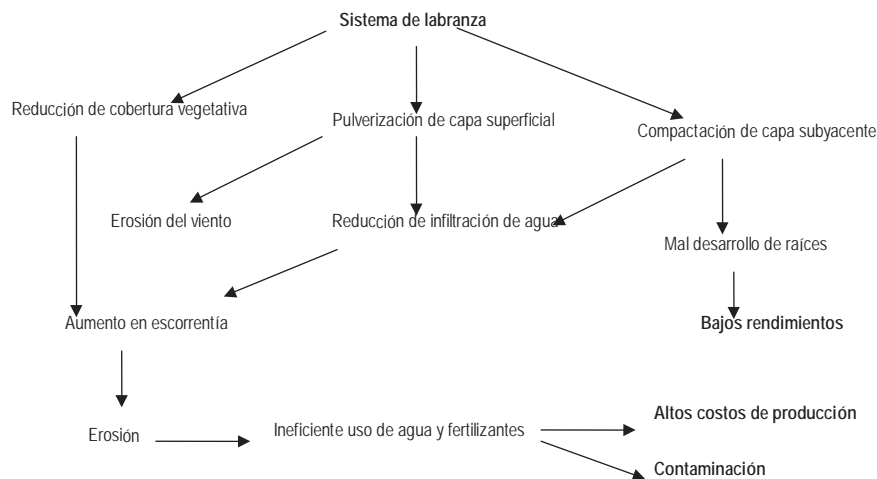 Sistema de labranza
Reducción de cobertura vegetativa
Pulverización de capa superficial
Compactación de capa subyacente
Erosión del viento
Reducción de infiltración de agua
Mal desarrollo de raíces
Aumento en escorrentía
Bajos rendimientos
Altos costos de producción
Erosión
Ineficiente uso de agua y fertilizantes
Contaminación